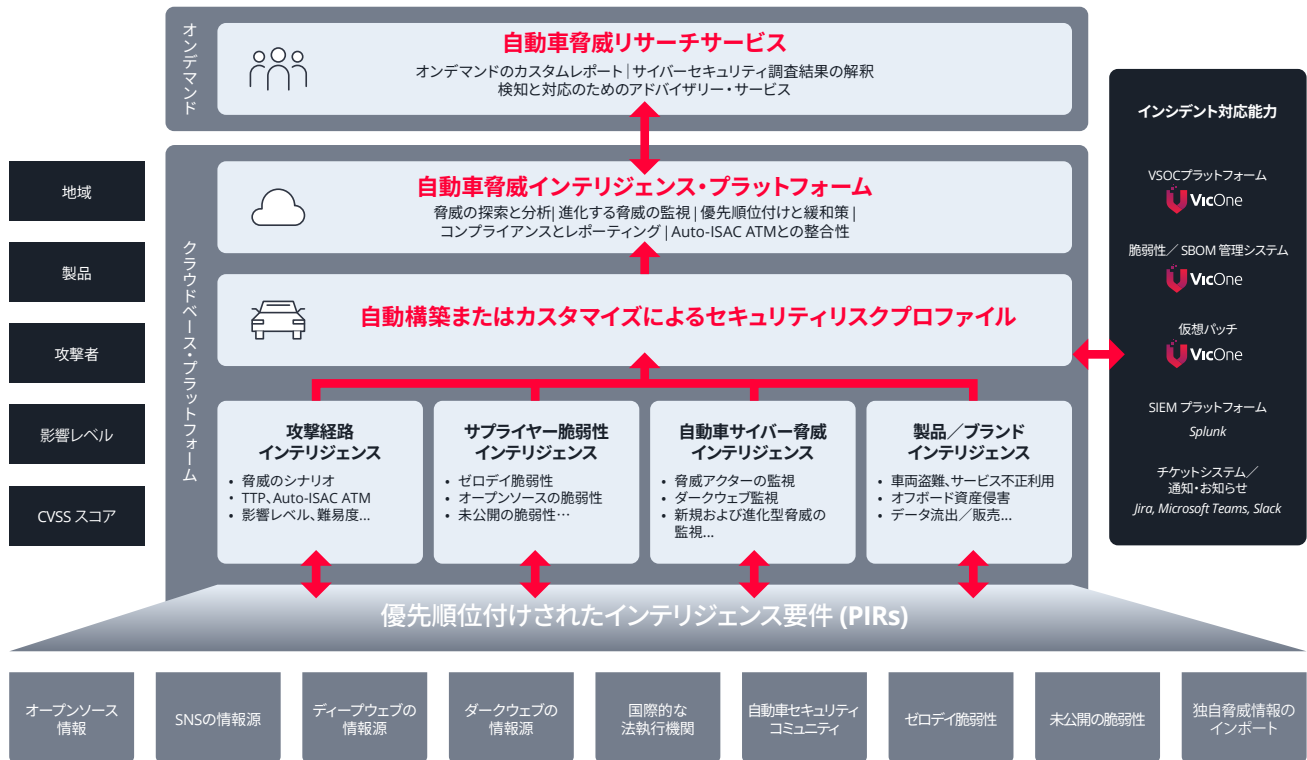 オンデマンド
自動車脅威リサーチサービス
オンデマンドのカスタムレポート | サイバーセキュリティ調査結果の解釈
検知と対応のためのアドバイザリー・サービス
クラウドベース・プラットフォーム
自動車脅威インテリジェンス・プラットフォーム
脅威の探索と分析| 進化する脅威の監視 | 優先順位付けと緩和策 |
コンプライアンスとレポーティング | Auto-ISAC ATMとの整合性
自動構築またはカスタマイズによるセキュリティリスクプロファイル
攻撃経路
インテリジェンス
• 脅威のシナリオ
• TTP、Auto-ISAC ATM
• 影響レベル、難易度...
サプライヤー脆弱性
インテリジェンス
• ゼロデイ脆弱性
• オープンソースの脆弱性
• 未公開の脆弱性…
自動車サイバー脅威
インテリジェンス
• 脅威アクターの監視
• ダークウェブ監視
• 新規および進化型脅威の
監視...
製品／ブランド
インテリジェンス
• 車両盗難、サービス不正利用
• オフボード資産侵害
• データ流出／販売...
優先順位付けされたインテリジェンス要件 (PIRs)
地域
製品
攻撃者
影響レベル
CVSS スコア
インシデント対応能力
VSOCプラットフォーム
VicOne
脆弱性／ SBOM 管理システム
VicOne
仮想パッチ
VicOne
SIEM プラットフォーム
Splunk
チケットシステム／
通知・お知らせ
Jira, Microsoft Teams, Slack
オープンソース
情報
SNSの情報源
ディープウェブの
情報源
ダークウェブの
情報源
国際的な
法執行機関
自動車セキュリティ
コミュニティ
ゼロデイ脆弱性
未公開の脆弱性
独自脅威情報の
インポート